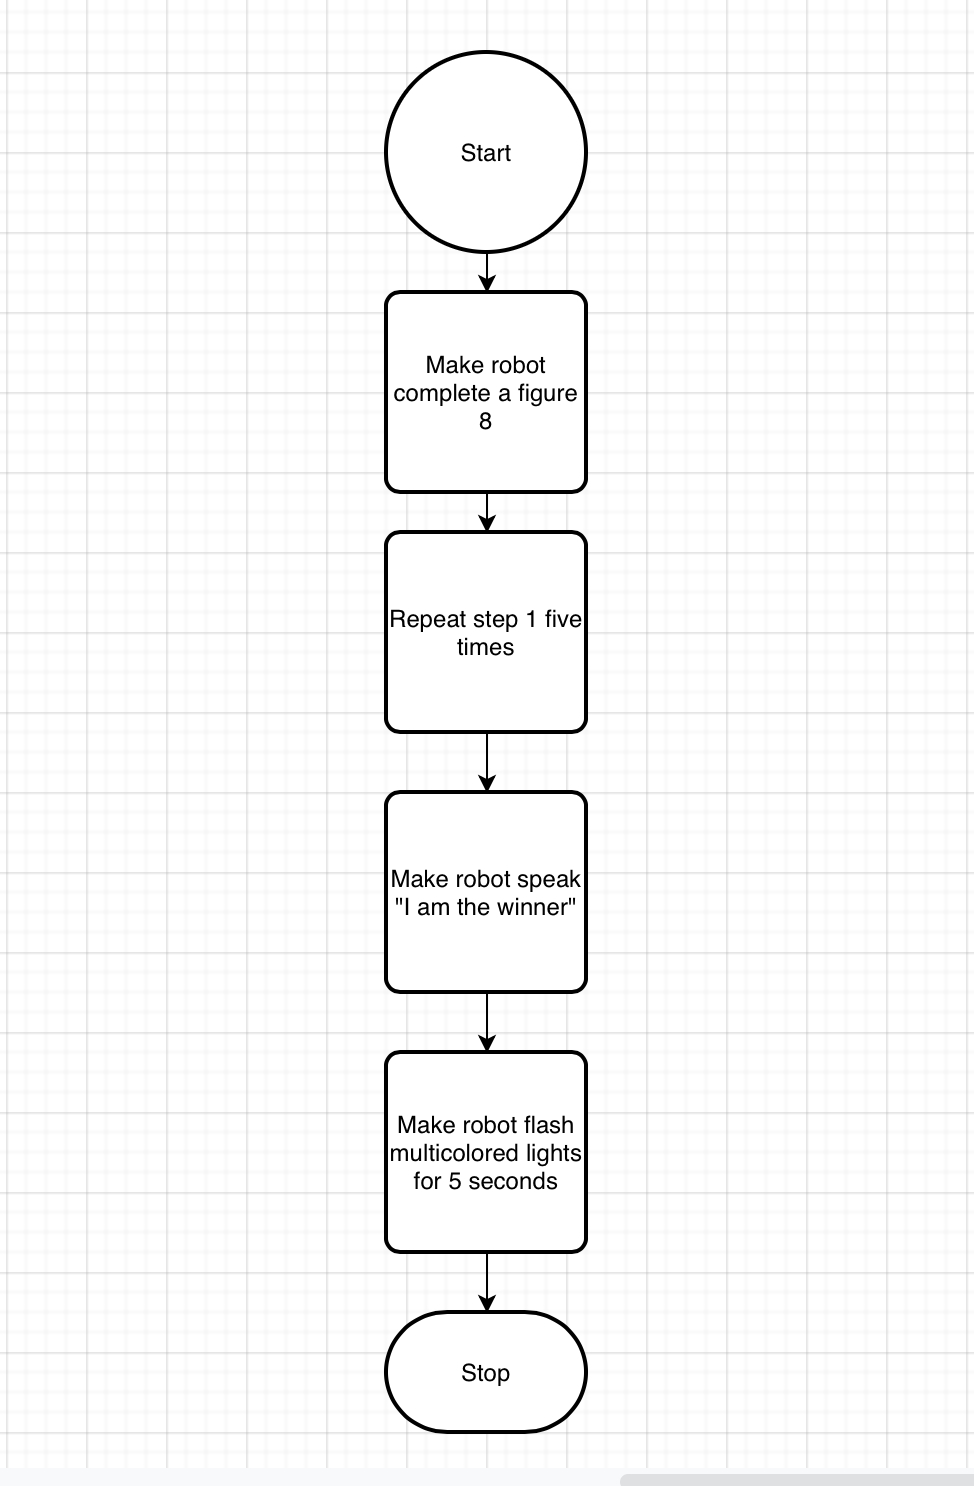 Start
Make robot
complete a figure
8
Repeat step 1 five
times
Make robot speak
"I am the winner"
Make robot flash
multicolored lights
for 5 seconds
Stop